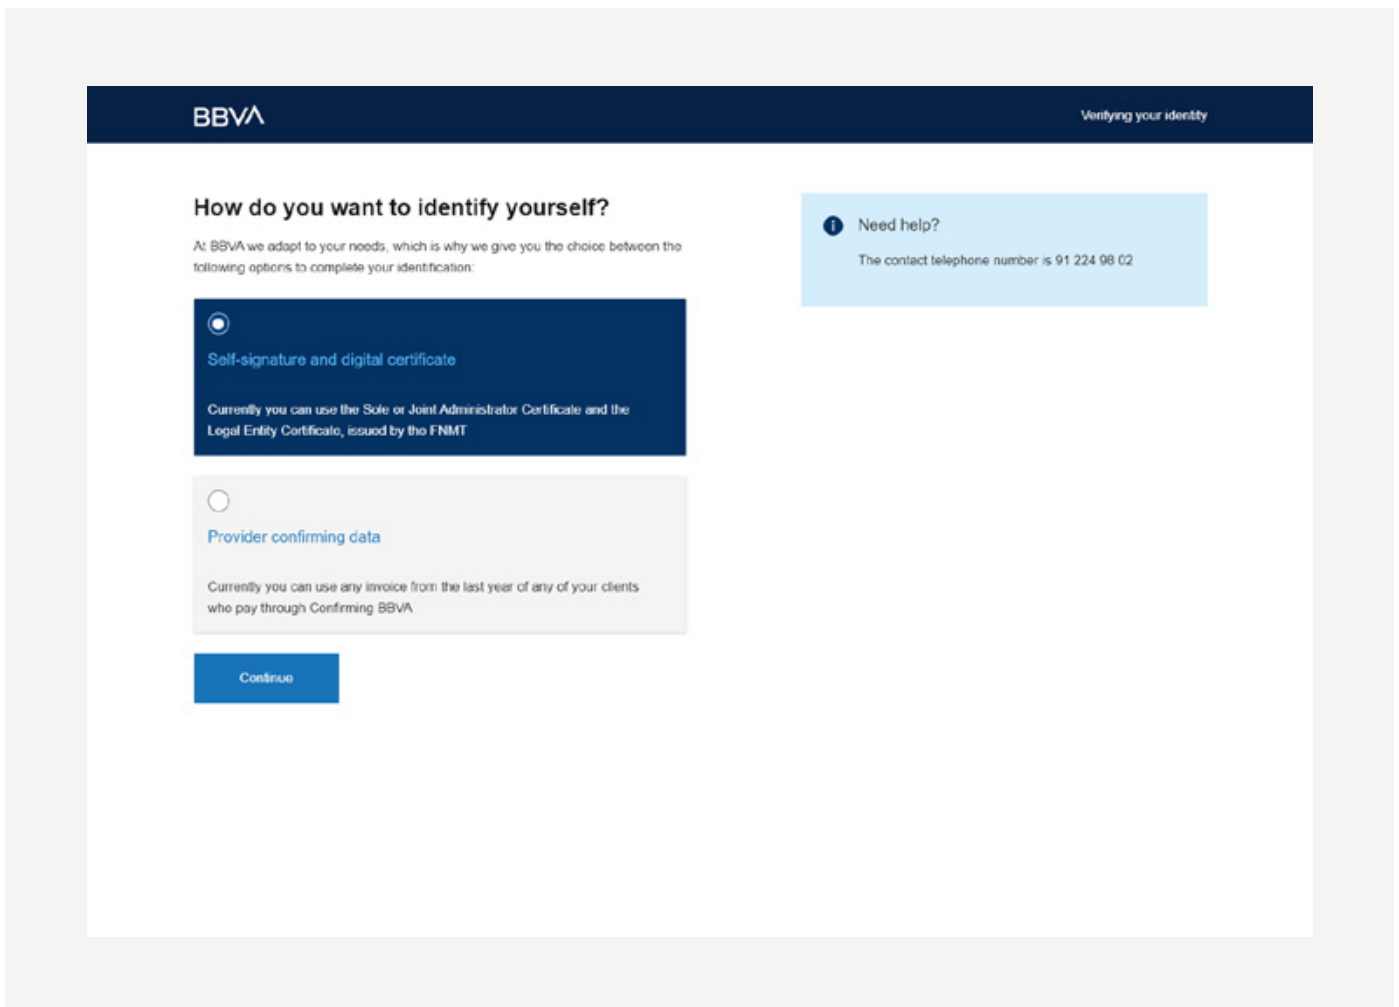 BBVA
Verifying your identity
How do you want to identify yourself?
At BBVA we adapt to your needs, which is why we give you the choice between the
following options to complete your identification:
Self-signature and digital certificate
Currently you can use the Sole or Joint Administrator Certificate and the
Legal Entity Certificate, issued by the FNMT
Provider confirming data
Currently you can use any invoice from the last year of any of your clients
who pay through Confirming BBVA
Continue
Need help?
The contact telephone number is 91 224 98 02